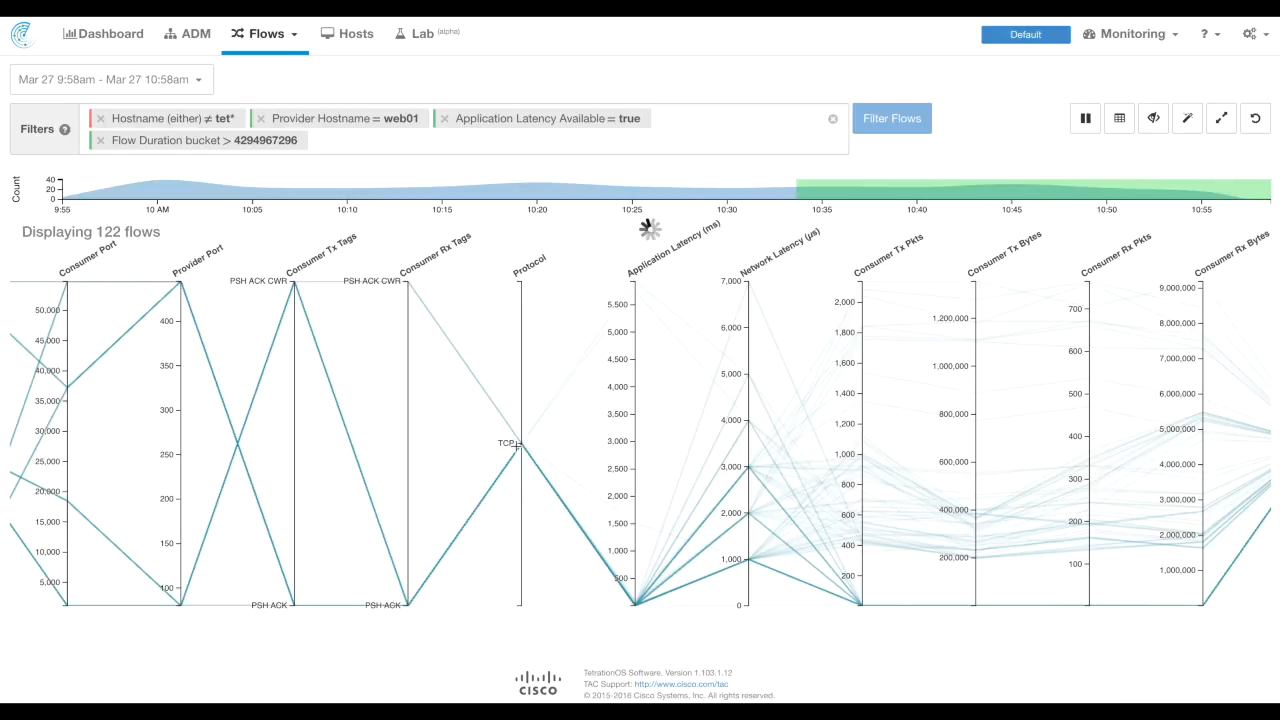 Dashboard ADM Flows Hosts Lab (alpha) Default Monitoring ?
Mar 27 9:58am - Mar 27 10:58am
Filters ?
× Hostname (either) ≠ tet* × Provider Hostname = web01 × Application Latency Available = true
× Flow Duration bucket > 4294967296
Filter Flows
Count
40
20
0
9:55 10 AM 10:05 10:10 10:15 10:20 10:25 10:30 10:35 10:40 10:45 10:50 10:55
Displaying 122 flows
Consumer Port
50,000
45,000
40,000
35,000
30,000
25,000
20,000
15,000
10,000
5,000
Provider Port
400
350
300
250
200
150
100
Consumer Tx Tags
PSH ACK CWR
PSH ACK
Consumer Rx Tags
PSH ACK CWR
PSH ACK
Protocol
TCP
Application Latency (ms)
5,500
5,000
4,500
4,000
3,500
3,000
2,500
2,000
1,500
1,000
500
Network Latency (µs)
7,000
6,000
5,000
4,000
3,000
2,000
1,000
0
Consumer Tx Pkts
2,000
1,800
1,600
1,400
1,200
1,000
800
600
400
200
Consumer Tx Bytes
1,200,000
1,000,000
800,000
600,000
400,000
200,000
Consumer Rx Pkts
700
600
500
400
300
200
100
Consumer Rx Bytes
9,000,000
8,000,000
7,000,000
6,000,000
5,000,000
4,000,000
3,000,000
2,000,000
1,000,000
CISCO
TetrationOS Software, Version 1.103.1.12
TAC Support: http://www.cisco.com/tac
© 2015-2016 Cisco Systems, Inc. All rights reserved.